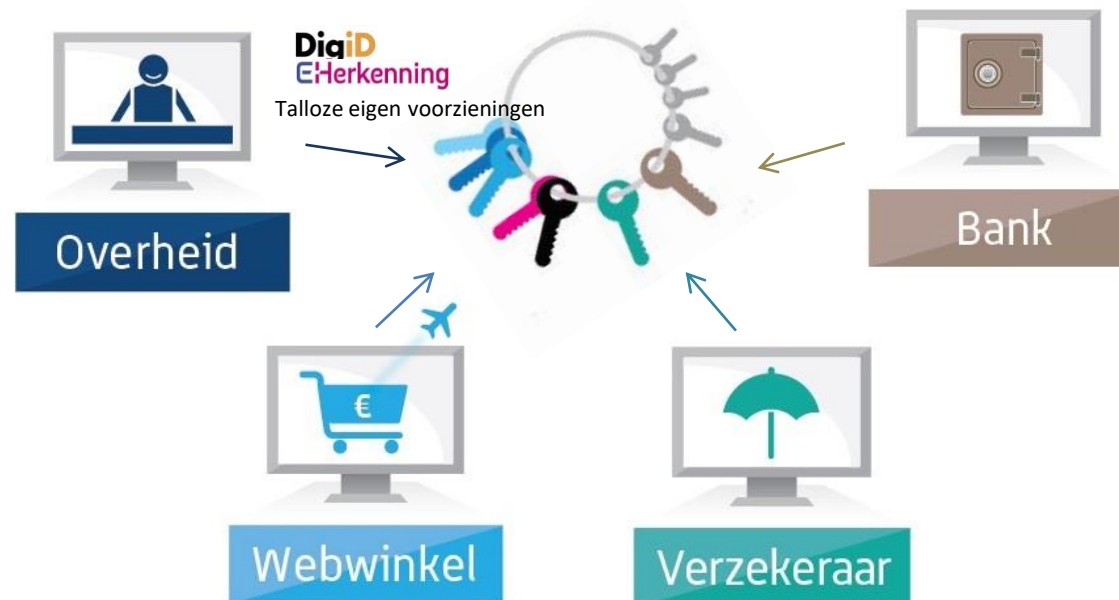 DigiD
eHerkenning
Talloze eigen voorzieningen
Overheid
Bank
€
Webwinkel
Verzekeraar